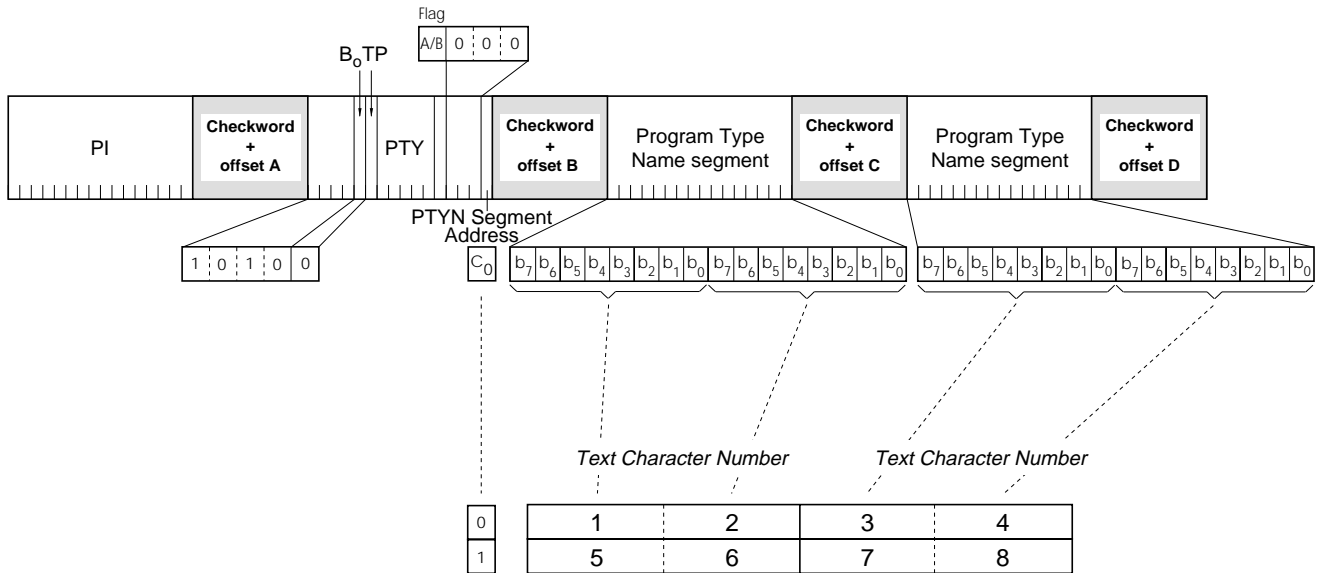 Flag
A/B 0 0 0
B₀ TP
PI
Checkword + offset A
PTY
Checkword + offset B
Program Type Name segment
Checkword + offset C
Program Type Name segment
Checkword + offset D
PTYN Segment Address
1 0 1 0 0
C₀
b₇ b₆ b₅ b₄ b₃ b₂ b₁ b₀ b₇ b₆ b₅ b₄ b₃ b₂ b₁ b₀
b₇ b₆ b₅ b₄ b₃ b₂ b₁ b₀ b₇ b₆ b₅ b₄ b₃ b₂ b₁ b₀
Text Character Number
Text Character Number
0 1 2 3 4
1 5 6 7 8